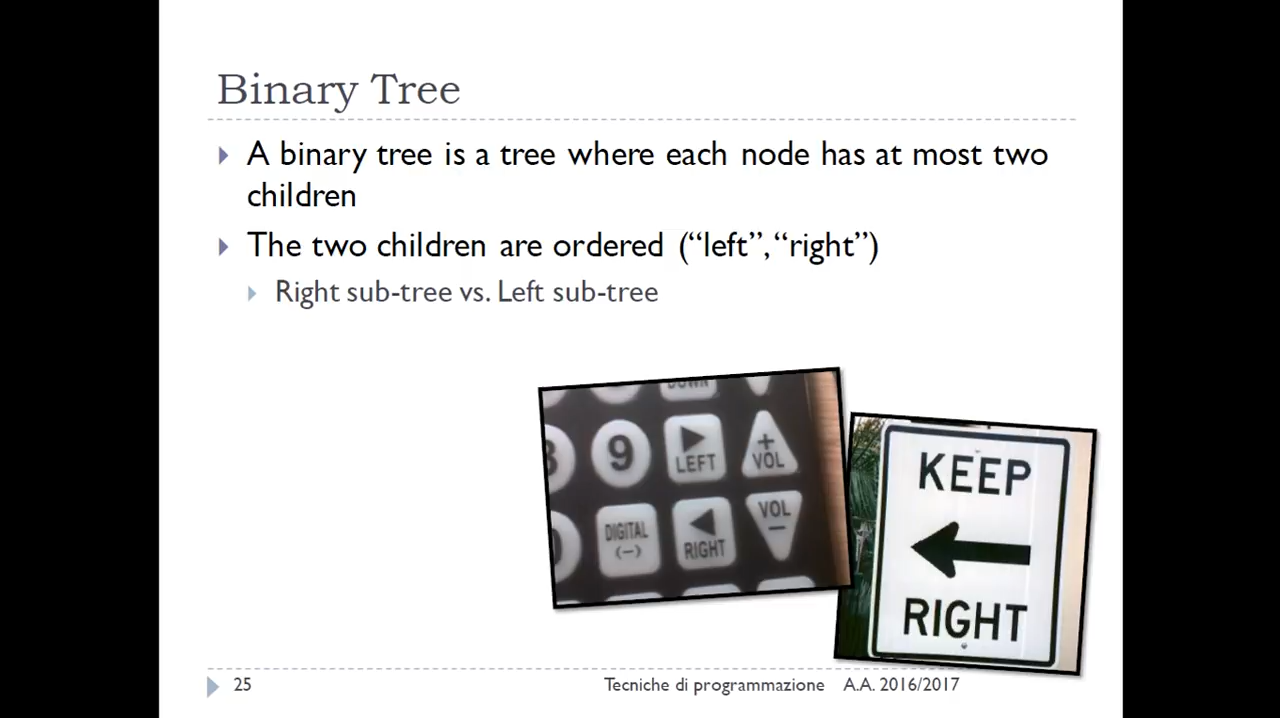 Binary Tree
A binary tree is a tree where each node has at most two
children
The two children are ordered (“left”, “right”)
Right sub-tree vs. Left sub-tree
DOWN
9
LEFT
+
VOL
DIGITAL
(-)
RIGHT
VOL
-
KEEP
RIGHT
25
Tecniche di programmazione A.A. 2016/2017